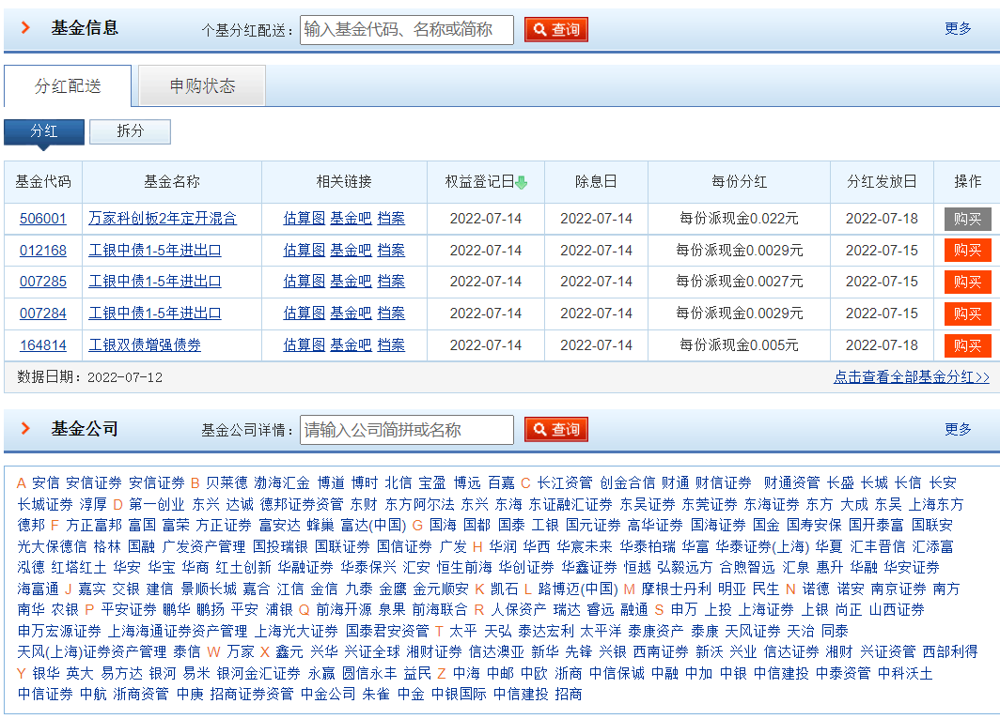 基金信息 个基分红配送： 输入基金代码、名称或简称 查询 更多
分红配送 申购状态
分红 拆分
基金代码 基金名称 相关链接 权益登记日 除息日 每份分红 分红发放日 操作
506001 万家科创板2年定开混合 估算图 基金吧 档案 2022-07-14 2022-07-14 每份派现金0.022元 2022-07-18 购买
012168 工银中债1-5年进出口 估算图 基金吧 档案 2022-07-14 2022-07-14 每份派现金0.0029元 2022-07-15 购买
007285 工银中债1-5年进出口 估算图 基金吧 档案 2022-07-14 2022-07-14 每份派现金0.0027元 2022-07-15 购买
007284 工银中债1-5年进出口 估算图 基金吧 档案 2022-07-14 2022-07-14 每份派现金0.0029元 2022-07-15 购买
164814 工银双债增强债券 估算图 基金吧 档案 2022-07-14 2022-07-14 每份派现金0.005元 2022-07-18 购买
数据日期：2022-07-12 点击查看全部基金分红>>
基金公司 基金公司详情： 请输入公司简拼或名称 查询 更多
A 安信 安信证券 安信证券 B 贝莱德 渤海汇金 博道 博时 北信 宝盈 博远 百嘉 C 长江资管 创金合信 财通 财信证券 财通资管 长盛 长城 长信 长安
长城证券 淳厚 D 第一创业 东兴 达诚 德邦证券资管 东财 东方阿尔法 东兴 东海 东证融汇证券 东吴证券 东莞证券 东海证券 东方 大成 东吴 上海东方
德邦 F 方正富邦 富国 富荣 方正证券 富安达 蜂巢 富达(中国) G 国海 国都 国泰 工银 国元证券 高华证券 国海证券 国金 国寿安保 国开泰富 国联安
光大保德信 格林 国融 广发资产管理 国投瑞银 国联证券 国信证券 广发 H 华润 华西 华宸未来 华泰柏瑞 华富 华泰证券(上海) 华夏 汇丰晋信 汇添富
泓德 红塔红土 华安 华宝 华商 红土创新 华融证券 华泰保兴 汇安 恒生前海 华创证券 华鑫证券 恒越 弘毅远方 合煦智远 汇泉 惠升 华融 华安证券
海富通 J 嘉实 交银 建信 景顺长城 嘉合 江信 金信 九泰 金鹰 金元顺安 K 凯石 L 路博迈(中国) M 摩根士丹利 明亚 民生 N 诺德 诺安 南京证券 南方
南华 农银 P 平安证券 鹏华 鹏扬 平安 浦银 Q 前海开源 泉果 前海联合 R 人保资产 瑞达 睿远 融通 S 申万 上投 上海证券 上银 尚正 山西证券
申万宏源证券 上海海通证券资产管理 上海光大证券 国泰君安资管 T 太平 天弘 泰达宏利 太平洋 泰康资产 泰康 天风证券 天治 同泰
天风(上海)证券资产管理 泰信 W 万家 X 鑫元 兴华 兴证全球 湘财证券 信达澳亚 新华 先锋 兴银 西南证券 新沃 兴业 信达证券 湘财 兴证资管 西部利得
Y 银华 英大 易方达 银河 易米 银河金汇证券 永赢 圆信永丰 益民 Z 中海 中邮 中欧 浙商 中信保诚 中融 中加 中银 中信建投 中泰资管 中科沃土
中信证券 中航 浙商资管 中庚 招商证券资管 中金公司 朱雀 中金 中银国际 中信建投 招商